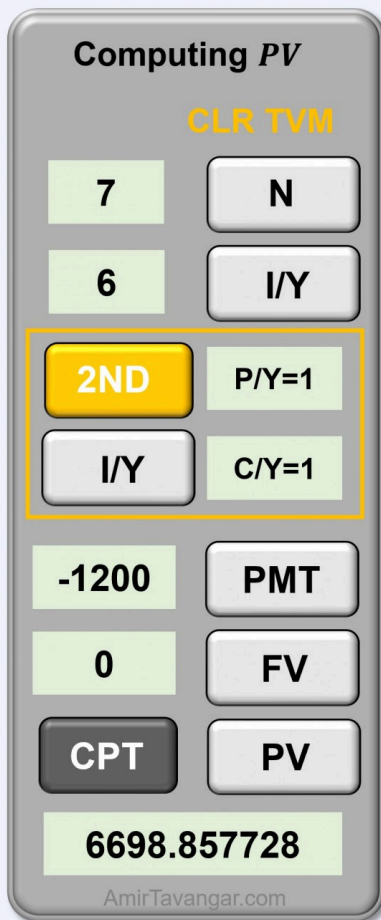 Computing PV
CLR TVM
7 N
6 I/Y
2ND P/Y=1
I/Y C/Y=1
-1200 PMT
0 FV
CPT PV
6698.857728
AmirTavangar.com